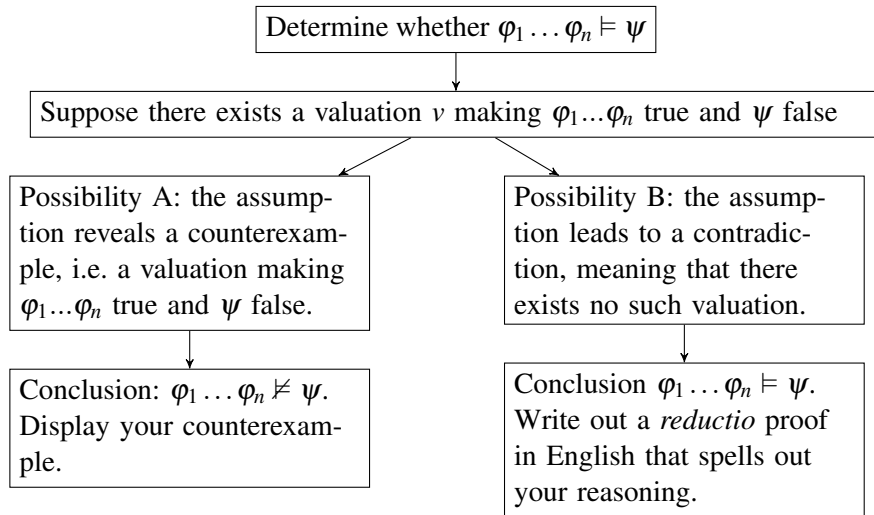 Determine whether φ1 … φn ⊨ ψ
Suppose there exists a valuation v making φ1...φn true and ψ false
Possibility A: the assump-
tion reveals a counterexam-
ple, i.e. a valuation making
φ1...φn true and ψ false.
Possibility B: the assump-
tion leads to a contradic-
tion, meaning that there
exists no such valuation.
Conclusion: φ1 … φn ⊭ ψ.
Display your counterexam-
ple.
Conclusion φ1 … φn ⊨ ψ.
Write out a reductio proof
in English that spells out
your reasoning.